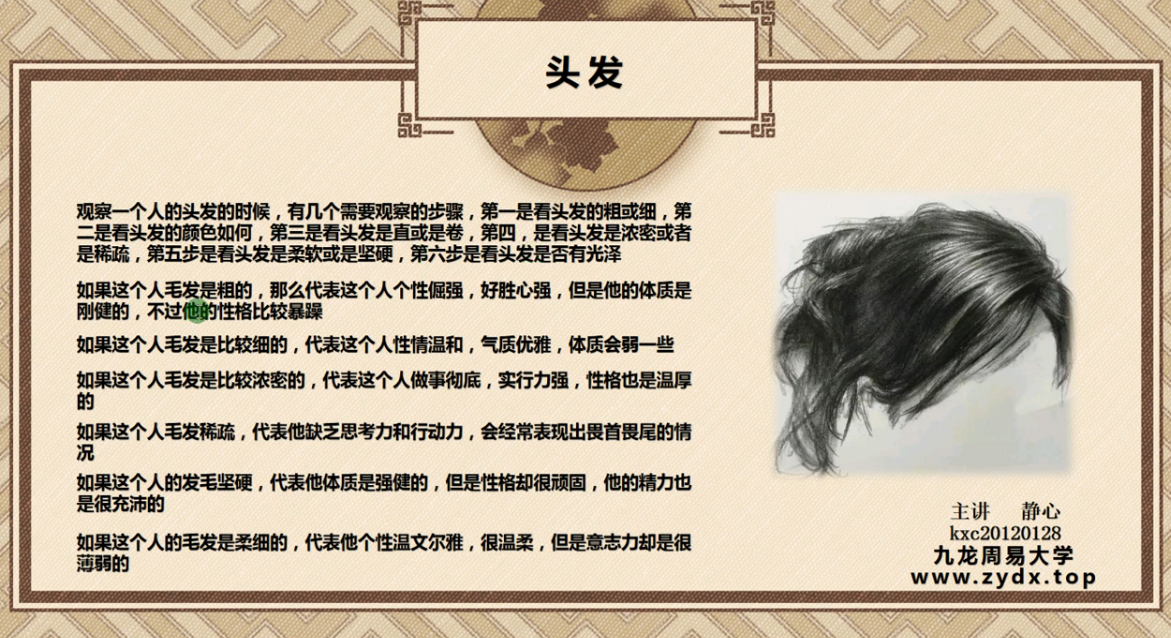 头发
观察一个人的头发的时候，有几个需要观察的步骤，第一是看头发的粗或细，第
二是看头发的颜色如何，第三是看头发是直或是卷，第四，是看头发是浓密或者
是稀疏，第五步是看头发是柔软或是坚硬，第六步是看头发是否有光泽
如果这个人毛发是粗的，那么代表这个人个性倔强，好胜心强，但是他的体质是
刚健的，不过他的性格比较暴躁
如果这个人毛发是比较细的，代表这个人性情温和，气质优雅，体质会弱一些
如果这个人毛发是比较浓密的，代表这个人做事彻底，实行力强，性格也是温厚
的
如果这个人毛发稀疏，代表他缺乏思考力和行动力，会经常表现出畏首畏尾的情
况
如果这个人的发毛坚硬，代表他体质是强健的，但是性格却很顽固，他的精力也
是很充沛的
如果这个人的毛发是柔细的，代表他个性温文尔雅，很温柔，但是意志力却是很
薄弱的
主讲 静心
kxc20120128
九龙周易大学
www.zydx.top